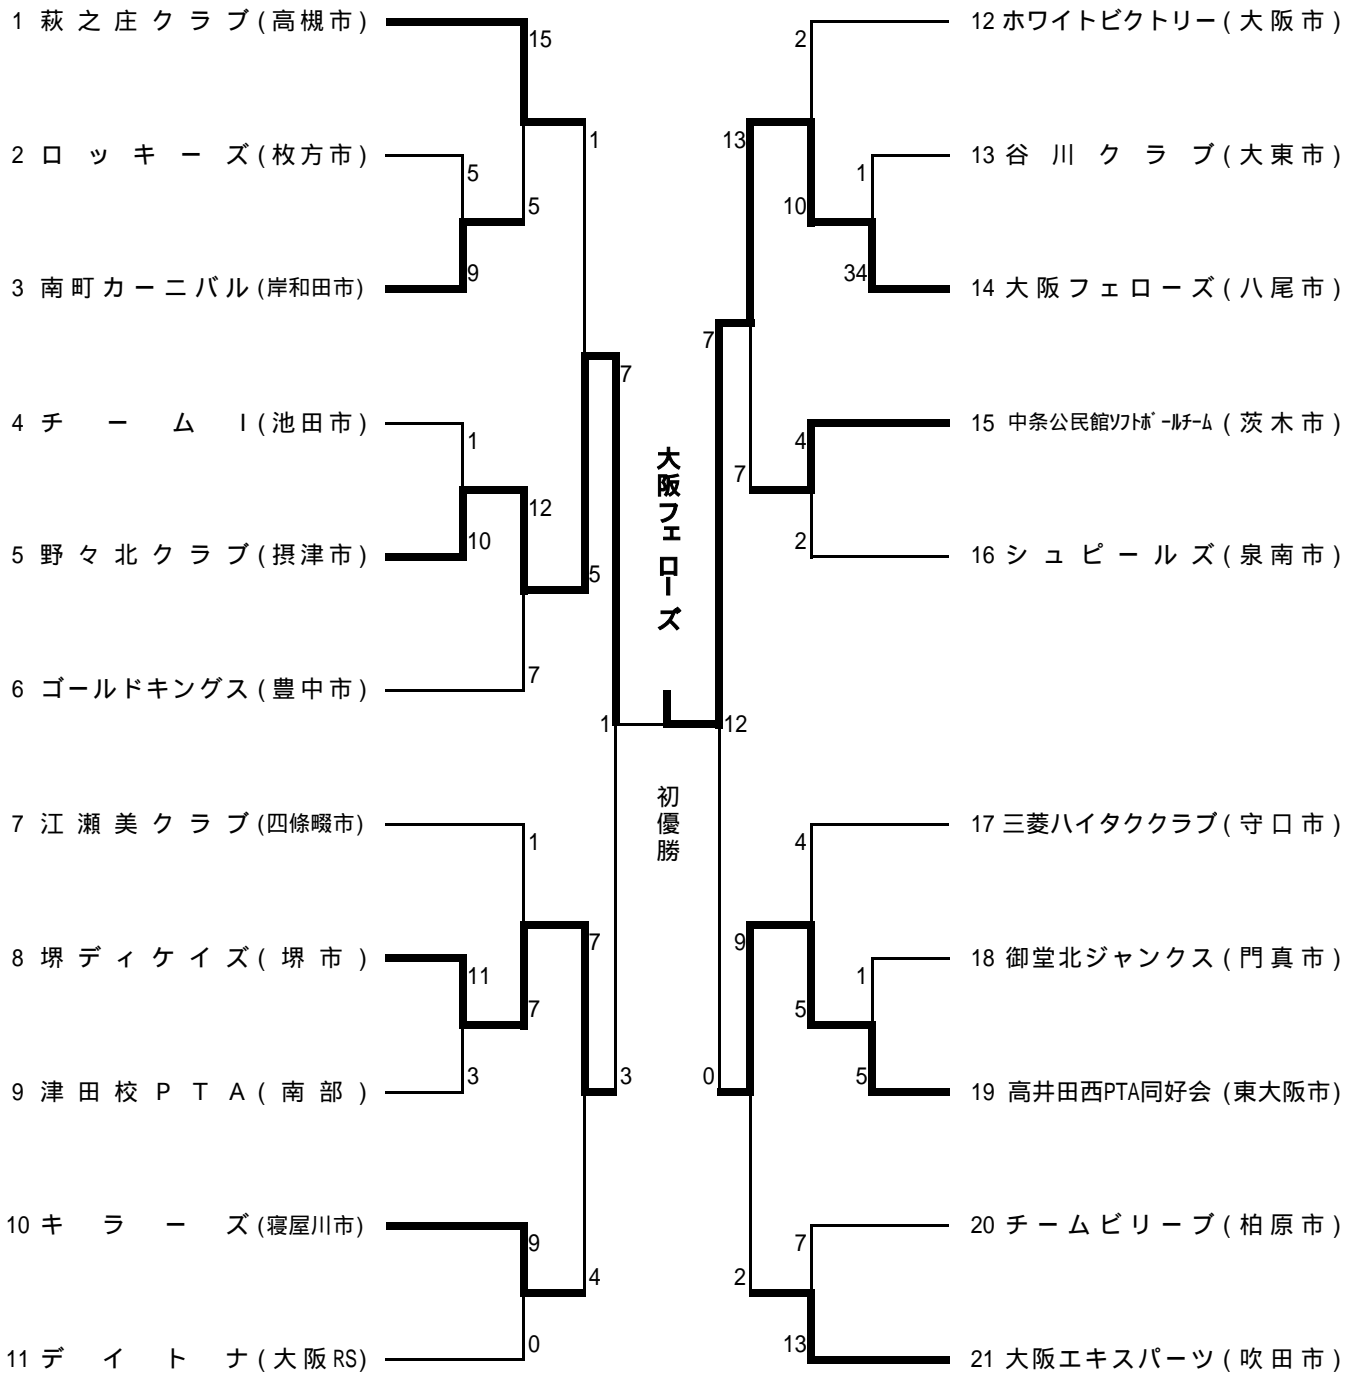 1 萩之庄クラブ(高槻市)
15
2 ロッキーズ(枚方市)
5
1
5
3 南町カーニバル(岸和田市)
9
7
4 チームI(池田市)
1
12
5 野々北クラブ(摂津市)
10
5
6 ゴールドキングス(豊中市)
7
1
7 江瀬美クラブ(四條畷市)
1
8 堺ディケイズ(堺市)
11
7
7
9 津田校PTA(南部)
3
3
10 キラーズ(寝屋川市)
9
4
11 デイトナ(大阪RS)
0
大阪フェローズ
初優勝
12 ホワイトビクトリー(大阪市)
2
13
13 谷川クラブ(大東市)
1
10
14 大阪フェローズ(八尾市)
34
7
15 中条公民館ソフトボールチーム(茨木市)
4
7
16 シュピールズ(泉南市)
2
12
17 三菱ハイタククラブ(守口市)
4
9
18 御堂北ジャンクス(門真市)
1
5
19 高井田西PTA同好会(東大阪市)
5
0
20 チームビリーブ(柏原市)
7
2
21 大阪エキスパーツ(吹田市)
13